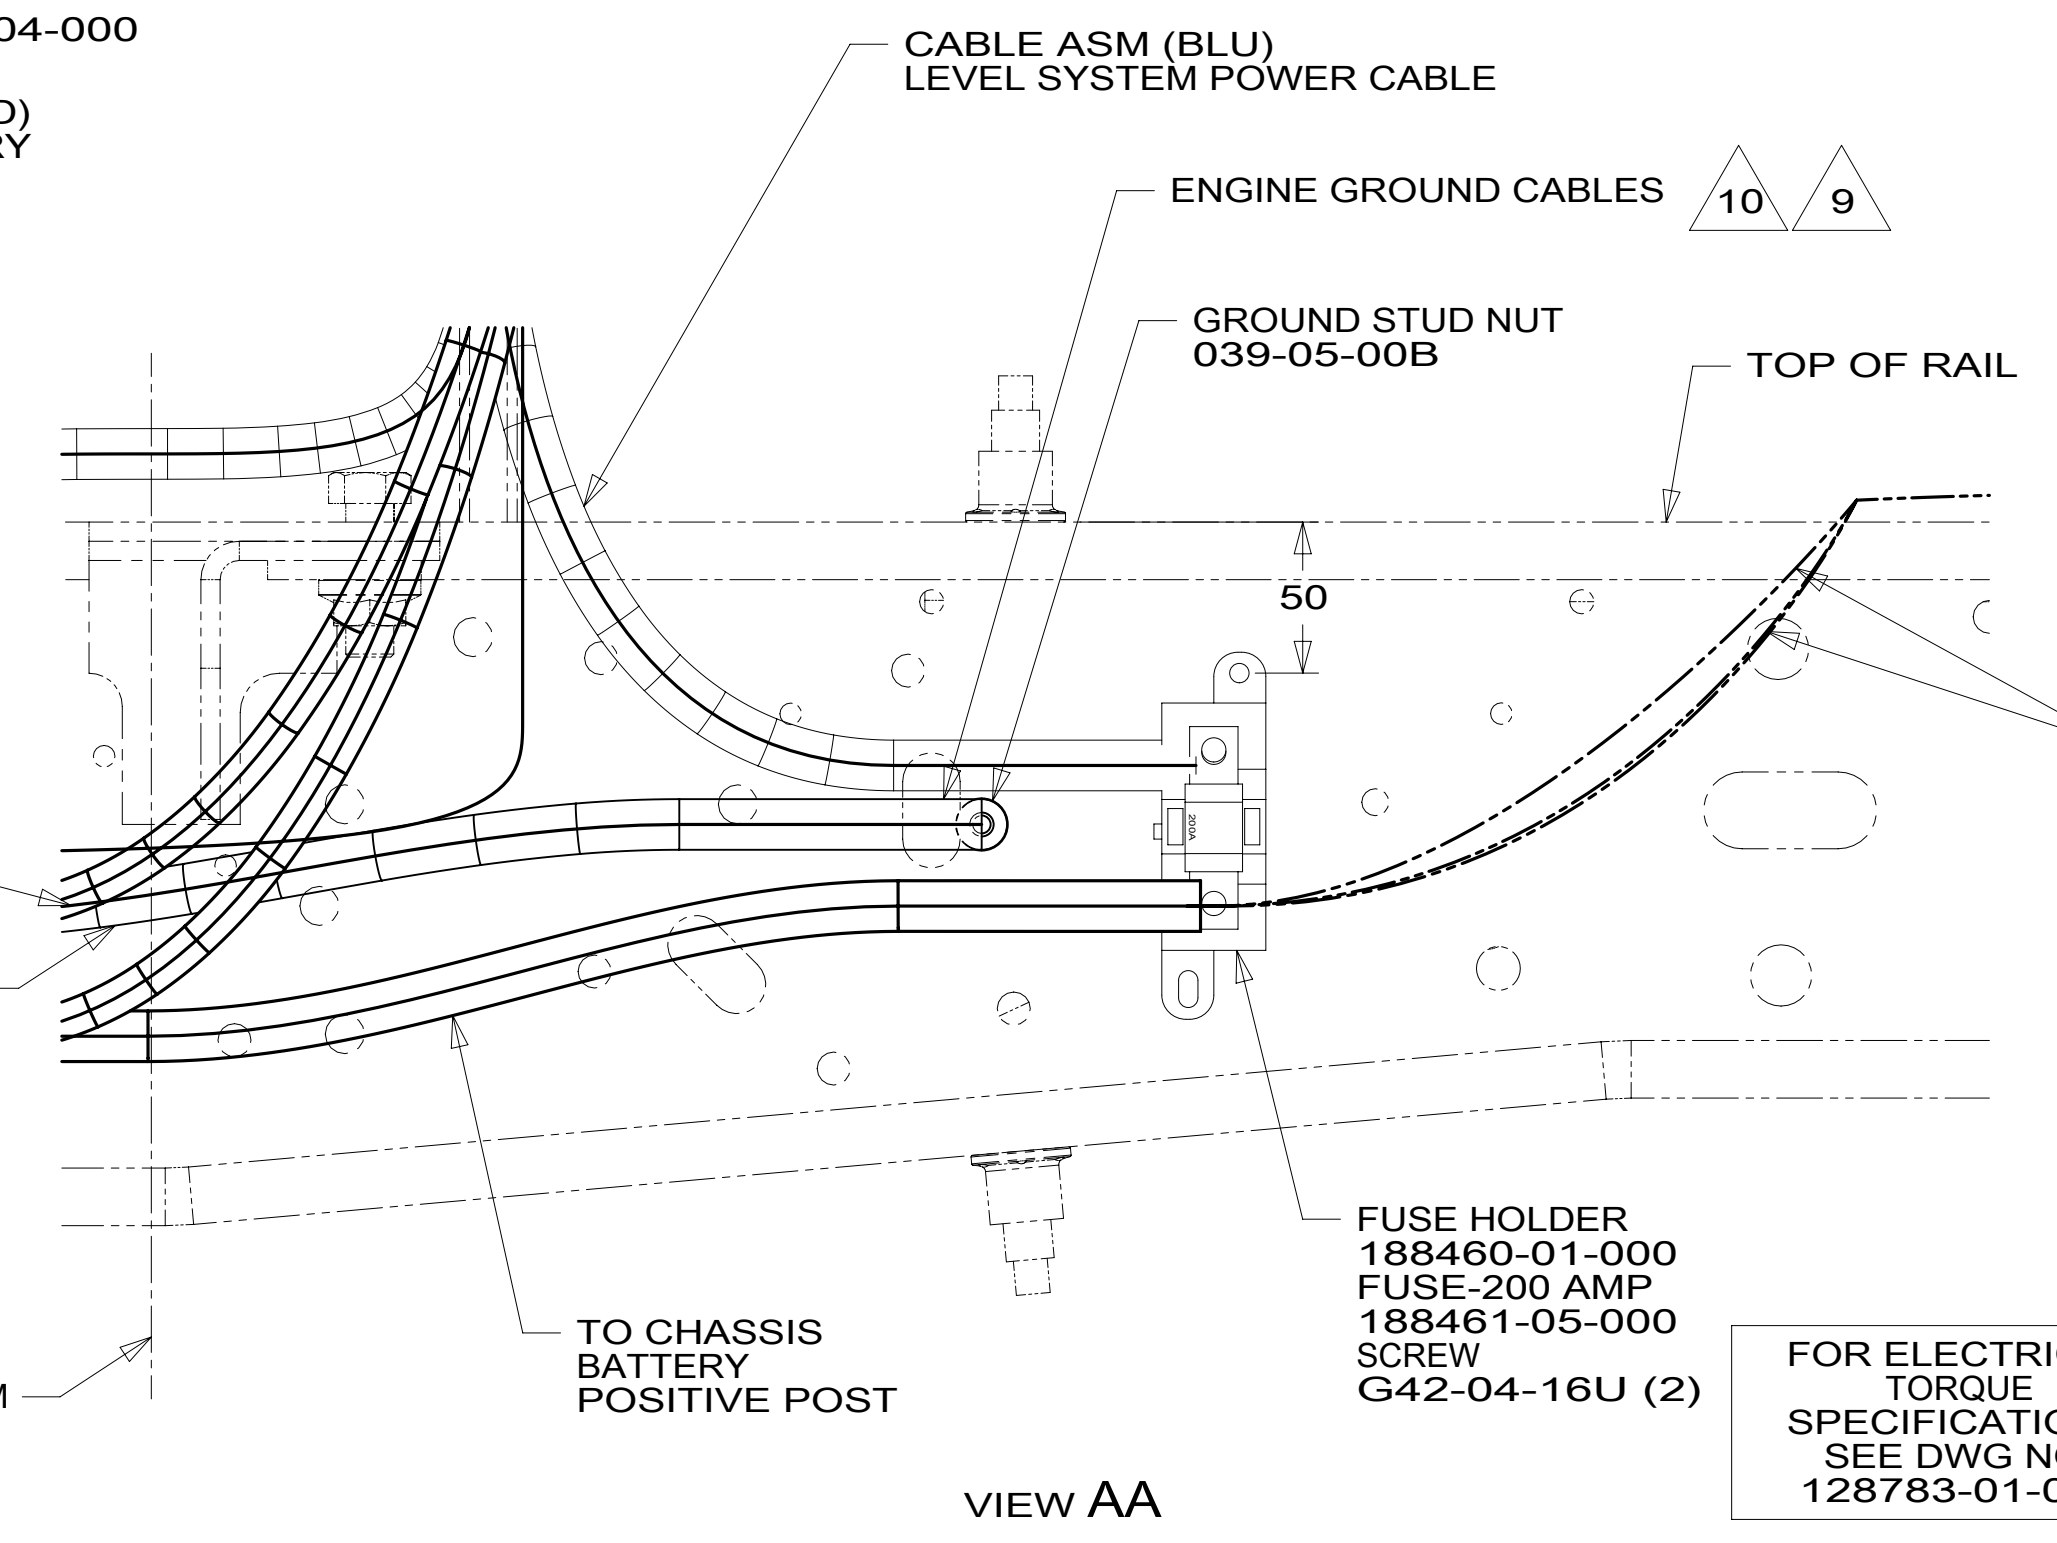 04-000
D)
RY
CABLE ASM (BLU)
LEVEL SYSTEM POWER CABLE
ENGINE GROUND CABLES
10 9
GROUND STUD NUT
039-05-00B
TOP OF RAIL
50
200A
FUSE HOLDER
188460-01-000
FUSE-200 AMP
188461-05-000
SCREW
G42-04-16U (2)
TO CHASSIS
BATTERY
POSITIVE POST
M
FOR ELECTRI
TORQUE
SPECIFICATIO
SEE DWG N
128783-01-0
VIEW AA